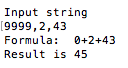 Input string
9999,2,43
Formula:  0+2+43
Result is 45